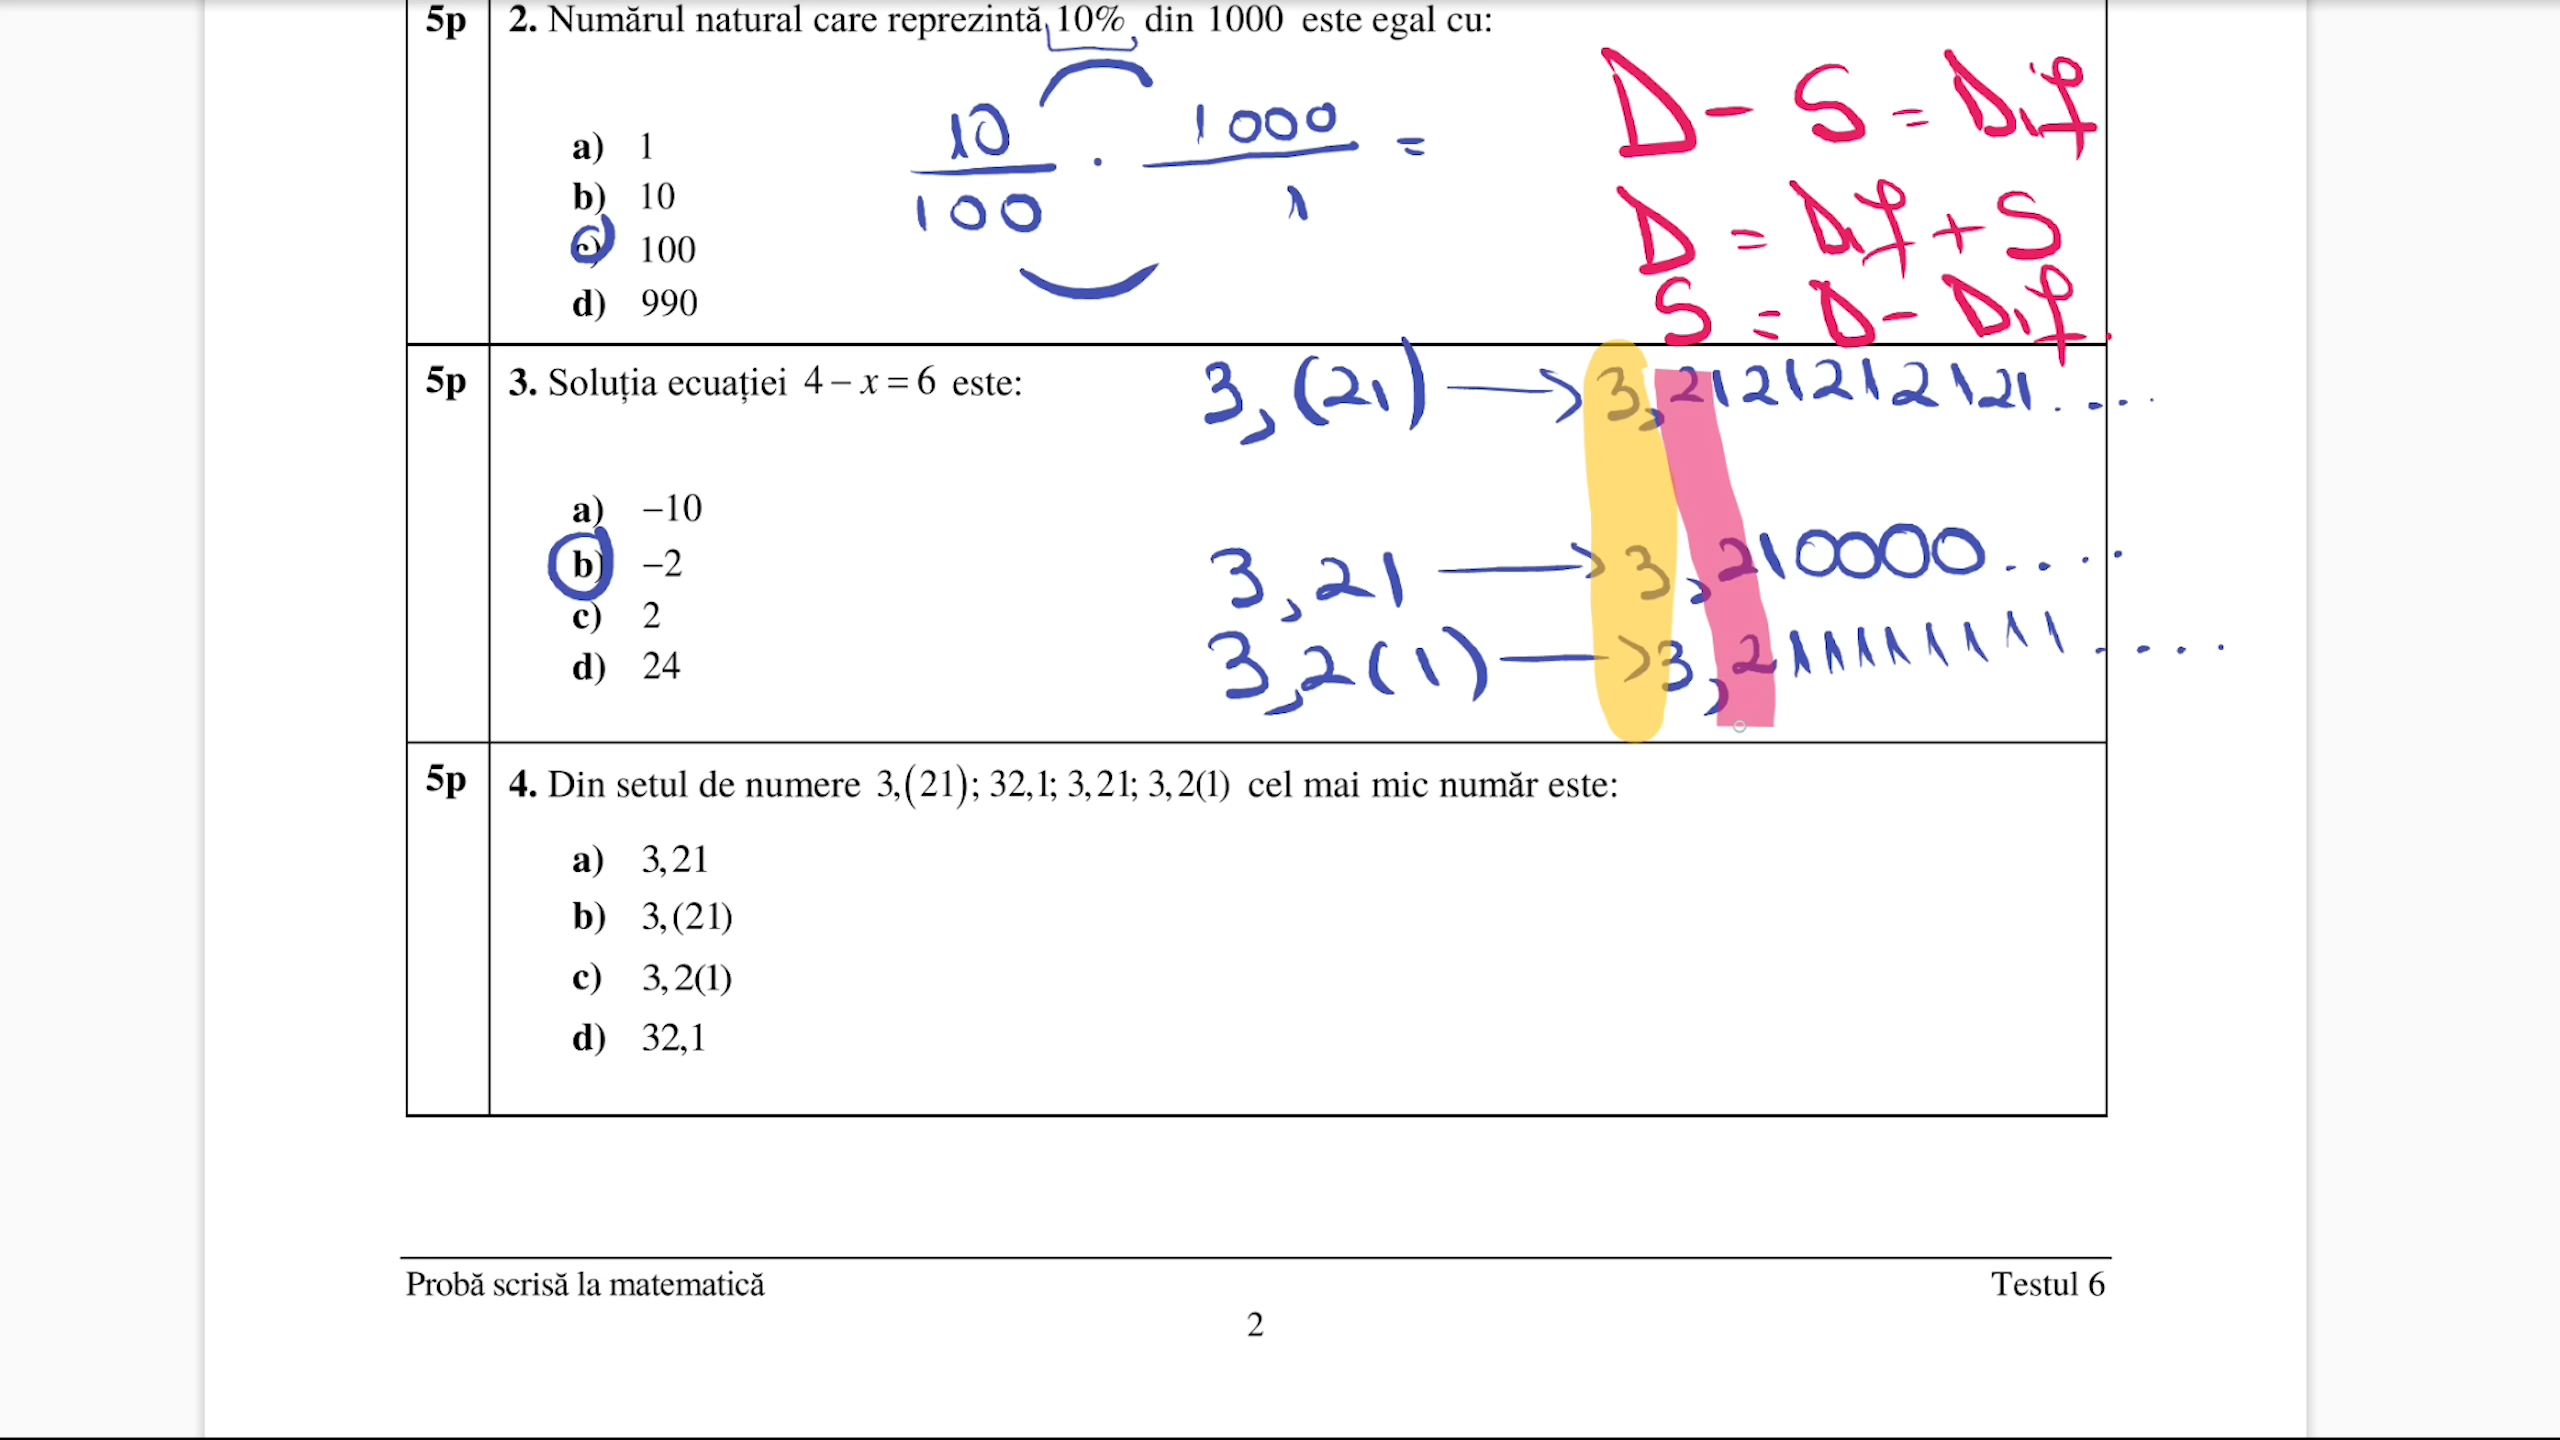 5p 2. Numărul natural care reprezintă 10% din 1000 este egal cu:
D - S = Dif
10/100 · 1000/1 =
a) 1
b) 10
D = Dif + S
c) 100
d) 990
S = D - Dif.
5p 3. Soluția ecuației 4 – x = 6 este:
3,(21) → 3,2121212121....
a) –10
b) –2
3,21 → 3,210000....
c) 2
d) 24
3,2(1) → 3,211111111....
5p 4. Din setul de numere 3,(21); 32,1; 3,21; 3,2(1) cel mai mic număr este:
a) 3,21
b) 3,(21)
c) 3,2(1)
d) 32,1
Probă scrisă la matematică
Testul 6
2